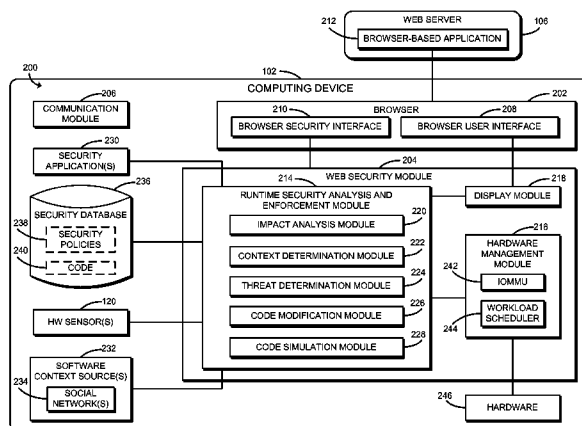 WEB SERVER
212
BROWSER-BASED APPLICATION
106
200
102
COMPUTING DEVICE
206
COMMUNICATION
MODULE
202
BROWSER
210
BROWSER SECURITY INTERFACE
208
BROWSER USER INTERFACE
230
SECURITY
APPLICATION(S)
204
WEB SECURITY MODULE
214
RUNTIME SECURITY ANALYSIS AND
ENFORCEMENT MODULE
218
DISPLAY MODULE
236
SECURITY DATABASE
238
SECURITY
POLICIES
240
CODE
IMPACT ANALYSIS MODULE
220
CONTEXT DETERMINATION MODULE
222
THREAT DETERMINATION MODULE
224
CODE MODIFICATION MODULE
226
CODE SIMULATION MODULE
228
216
HARDWARE
MANAGEMENT
MODULE
242
IOMMU
244
WORKLOAD
SCHEDULER
120
HW SENSOR(S)
232
SOFTWARE
CONTEXT SOURCE(S)
234
SOCIAL
NETWORK(S)
246
HARDWARE